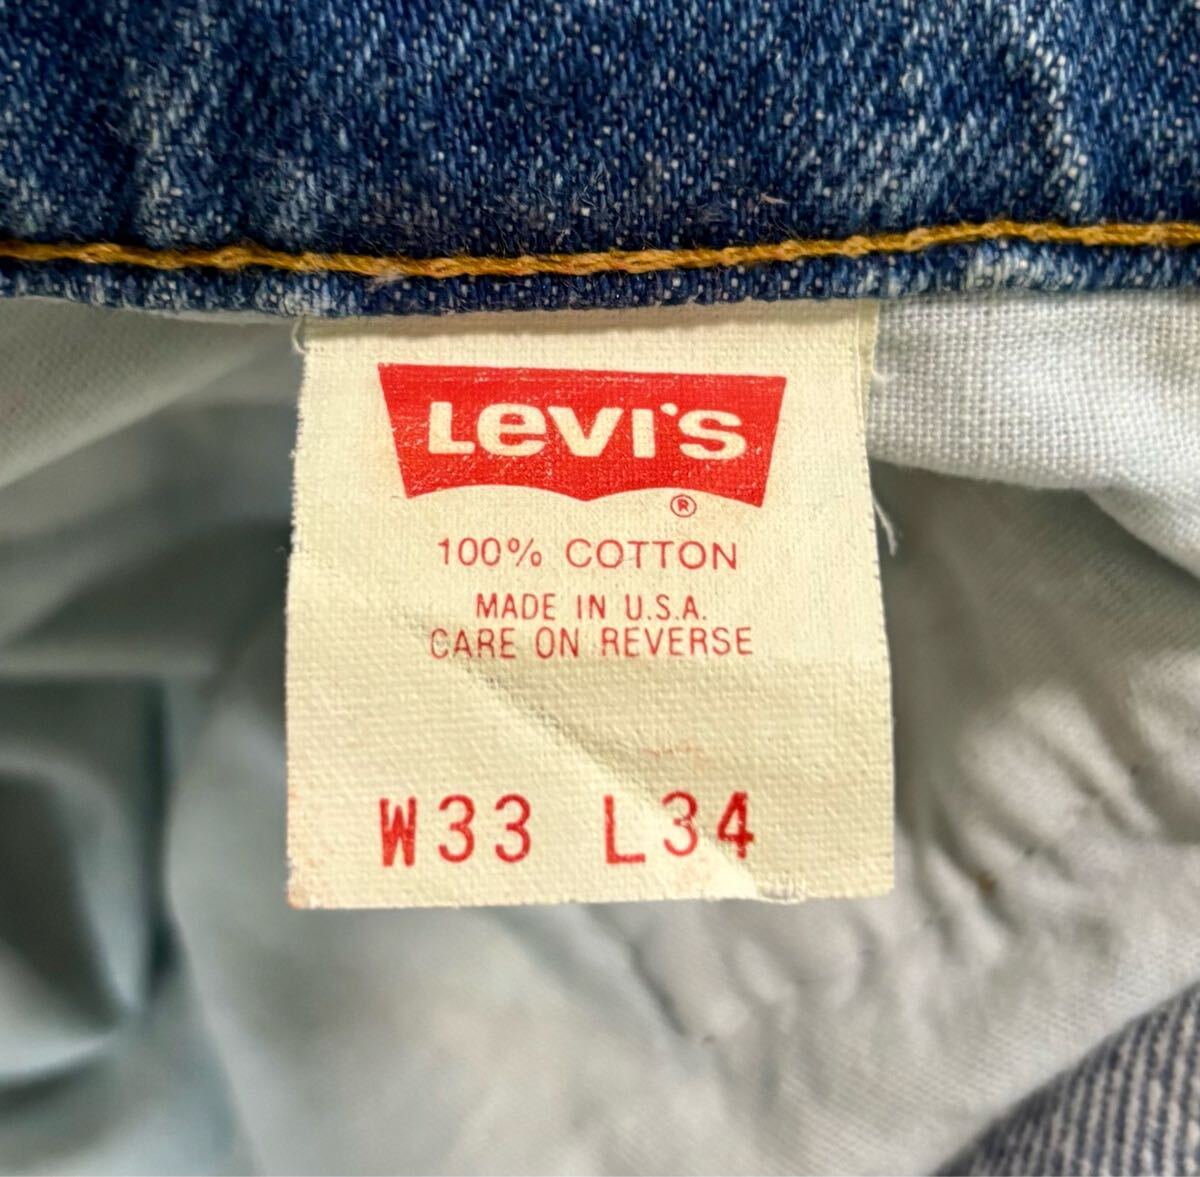 Levi's
®
100% COTTON
MADE IN U.S.A.
CARE ON REVERSE
W33 L34